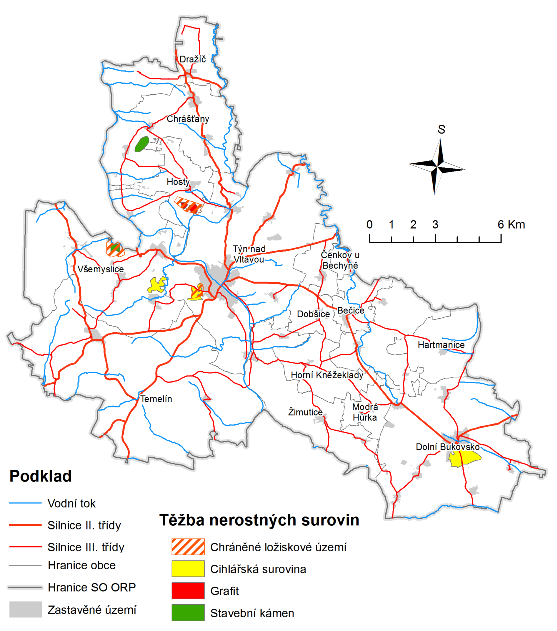 Dražíč
Chrášťany
Hosty
S
0 1 2 3 4 6 Km
Týn nad
Vltavou
Čenkov u
Bechyně
Všemyslice
Dobšice
Bečice
Hartmanice
Horní Kněžeklady
Temelín
Žimutice
Modrá
Hůrka
Dolní Bukovsko
Podklad
Vodní tok
Silnice II. třídy
Silnice III. třídy
Hranice obce
Hranice SO ORP
Zastavěné území
Těžba nerostných surovin
Chráněné ložiskové území
Cihlářská surovina
Grafit
Stavební kámen